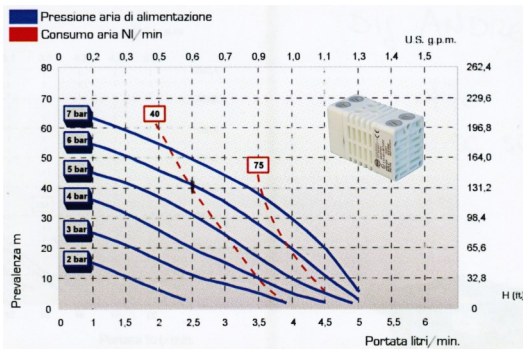 Pressione aria di alimentazione
Consumo aria Nl/min
U.S. g.p.m.
0 0,2 0,3 0,5 0,6 0,7 0,9 1,0 1,1 1,3 1,4 1,5
80 262,4
70 229,6
7 bar 40
60 196,8
6 bar
50 164,0
5 bar 75
40 131,2
4 bar
30 98,4
3 bar
20 65,6
2 bar
10 32,8
0 0
H (ft.)
Prevalenza m
0 1 1,5 2 2,5 3 3,5 4 4,5 5 5,5 6
Portata litri/min.